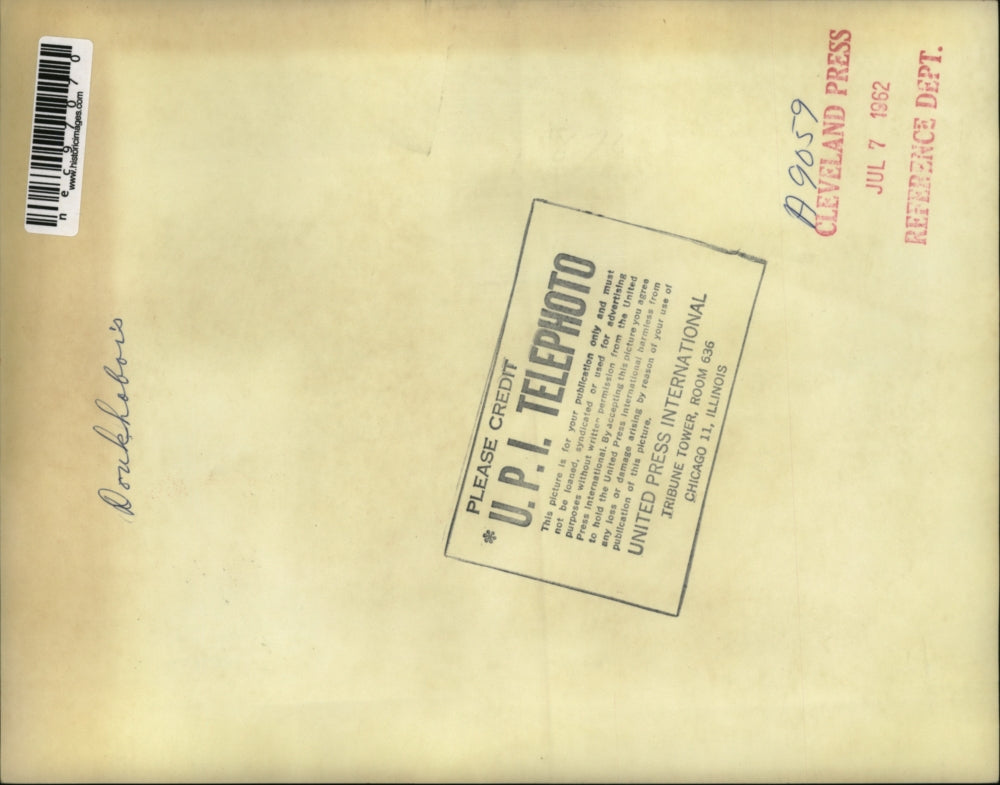 nec97070
www.historicimages.com
Doukhobors
* PLEASE CREDIT
U. P. I. TELEPHOTO
This picture is for your publication only and must
not be loaned, syndicated or used for advertising
purposes without written permission from the United
Press International. By accepting this picture you agree
to hold the United Press International harmless from
any loss or damage arising by reason of your use of
publication of this picture.
UNITED PRESS INTERNATIONAL
TRIBUNE TOWER, ROOM 636
CHICAGO 11, ILLINOIS
A9059
CLEVELAND PRESS
JUL 7 1962
REFERENCE DEPT.